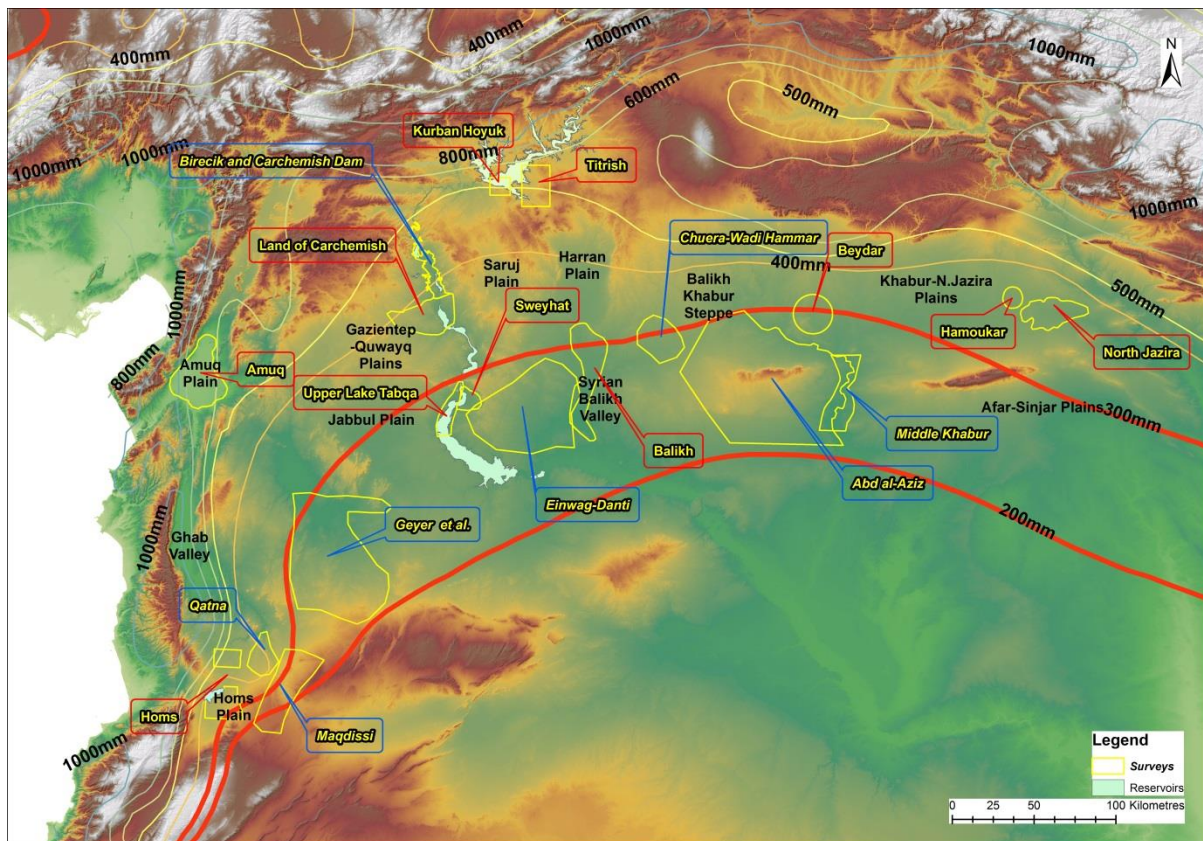 400mm
400mm
1000mm
1000mm
N
600mm
500mm
Kurban Hoyuk
800mm
1000mm
1000mm
Birecik and Carchemish Dam
Titrish
1000mm
Land of Carchemish
Chuera-Wadi Hammar
Beydar
Saruj
Plain
Harran
Plain
400mm
Sweyhat
Balikh
Khabur
Steppe
Khabur-N.Jazira
Plains
500mm
1000mm
Gazientep
-Quwayq
Plains
Hamoukar
North Jazira
800mm
Amuq
Plain
Amuq
Upper Lake Tabqa
Syrian
Balikh
Valley
Jabbul Plain
Afar-Sinjar Plains
300mm
Middle Khabur
Balikh
Abd al-Aziz
Einwag-Danti
200mm
Geyer et al.
1000mm
Ghab
Valley
Qatna
Homs
Homs
Plain
Maqdissi
1000mm
Legend
Surveys
Reservoirs
0 25 50 100 Kilometres